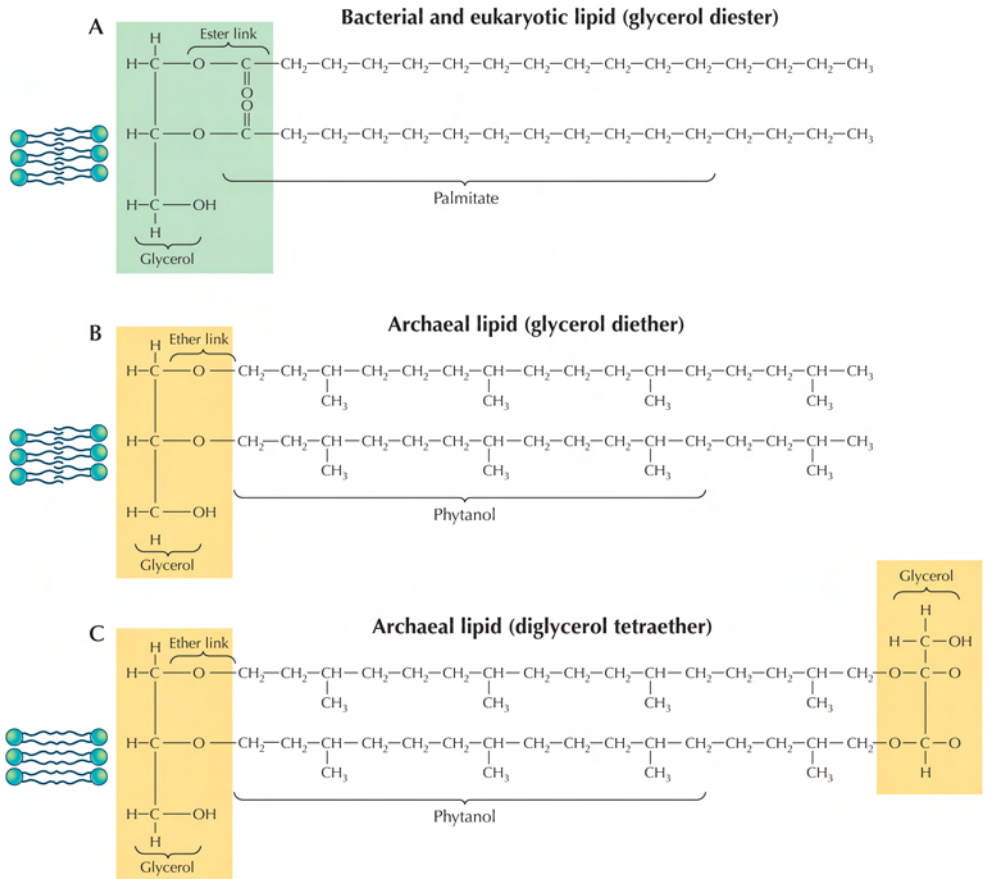 A
Bacterial and eukaryotic lipid (glycerol diester)
H
Ester link
H–C—O—C—CH₂—CH₂—CH₂—CH₂—CH₂—CH₂—CH₂—CH₂—CH₂—CH₂—CH₂—CH₂—CH₂—CH₂—CH₃
O
O
H–C—O—C—CH₂—CH₂—CH₂—CH₂—CH₂—CH₂—CH₂—CH₂—CH₂—CH₂—CH₂—CH₂—CH₂—CH₂—CH₃
Palmitate
H–C—OH
H
Glycerol
B
Archaeal lipid (glycerol diether)
H
Ether link
H–C—O—CH₂—CH₂—CH—CH₂—CH₂—CH₂—CH—CH₂—CH₂—CH₂—CH—CH₂—CH₂—CH₂—CH—CH₃
CH₃ CH₃ CH₃ CH₃
H–C—O—CH₂—CH₂—CH—CH₂—CH₂—CH₂—CH—CH₂—CH₂—CH₂—CH—CH₂—CH₂—CH₂—CH—CH₃
CH₃ CH₃ CH₃ CH₃
Phytanol
H–C—OH
H
Glycerol
C
Archaeal lipid (diglycerol tetraether)
Glycerol
H
H—C—OH
H
Ether link
H–C—O—CH₂—CH₂—CH—CH₂—CH₂—CH₂—CH—CH₂—CH₂—CH₂—CH—CH₂—CH₂—CH₂—CH—CH₂—O—C—O
CH₃ CH₃ CH₃ CH₃
H–C—O—CH₂—CH₂—CH—CH₂—CH₂—CH₂—CH—CH₂—CH₂—CH₂—CH—CH₂—CH₂—CH₂—CH—CH₂—O—C—O
CH₃ CH₃ CH₃ CH₃ H
Phytanol
H–C—OH
H
Glycerol